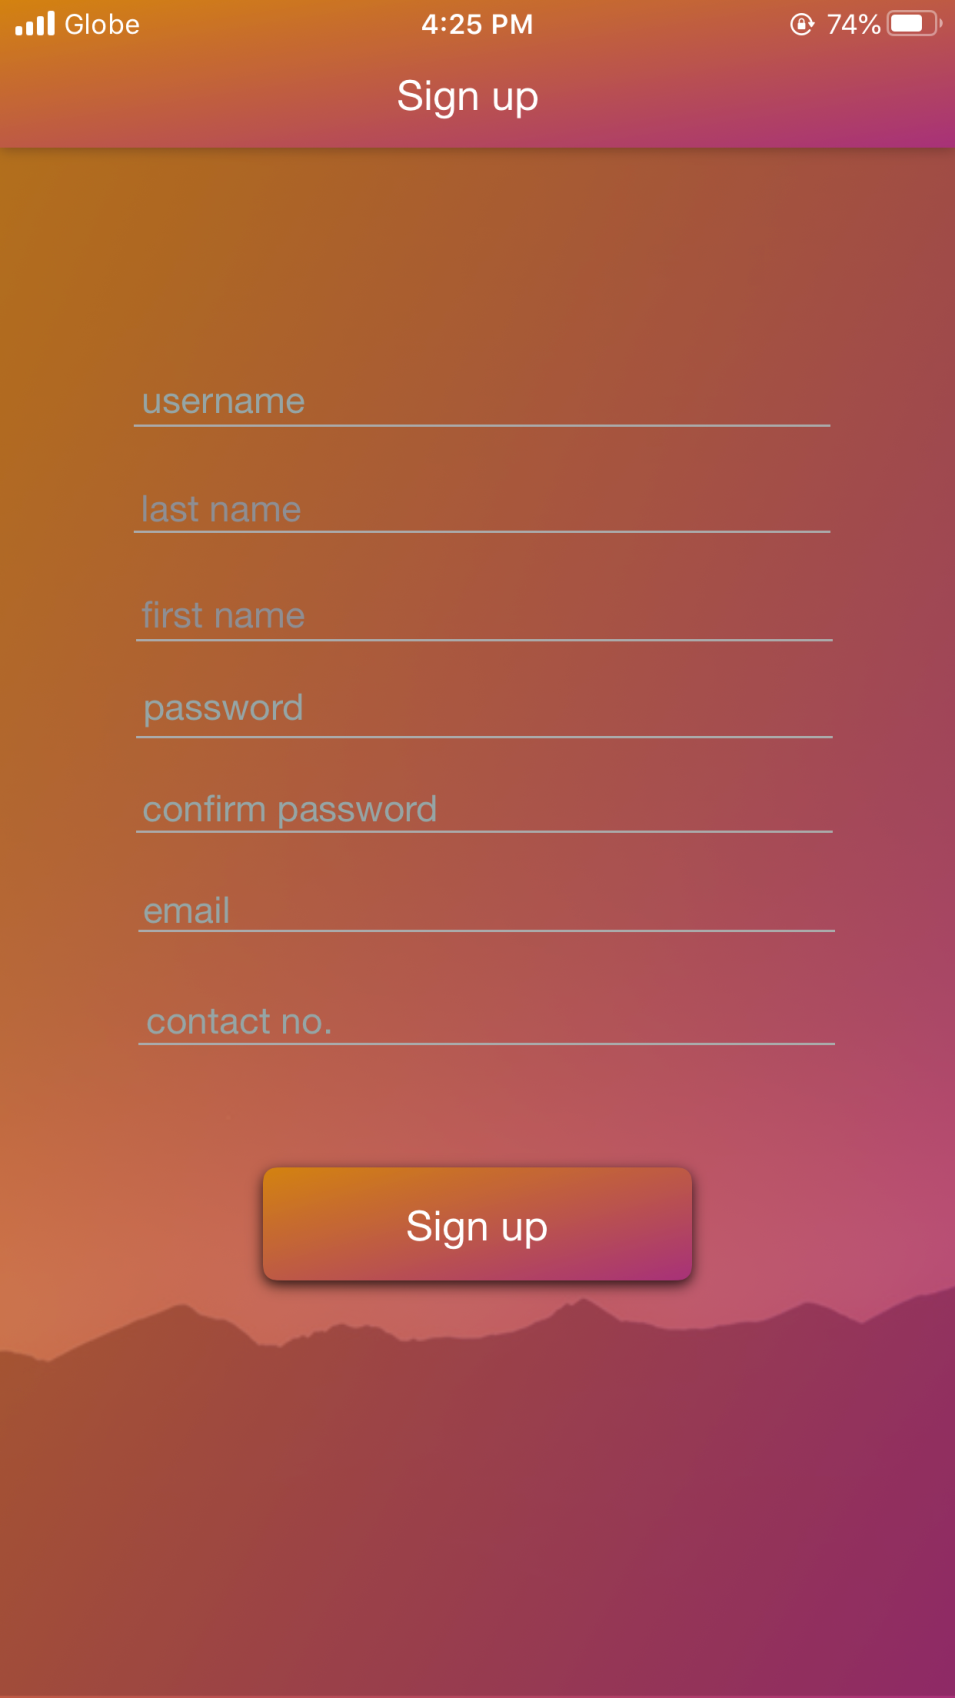 Globe 4:25 PM 74%
Sign up
username
last name
first name
password
confirm password
email
contact no.
Sign up